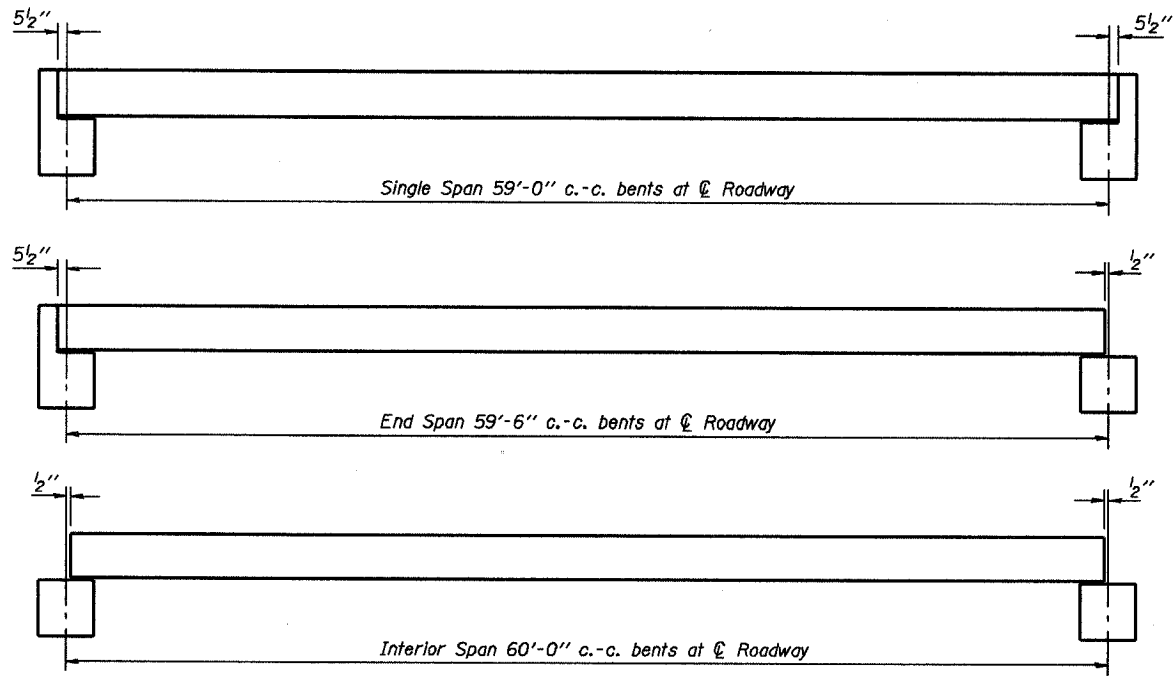 5½" 5½"
Single Span 59'-0" c.-c. bents at ℄ Roadway
5½" ½"
End Span 59'-6" c.-c. bents at ℄ Roadway
½" ½"
Interior Span 60'-0" c.-c. bents at ℄ Roadway